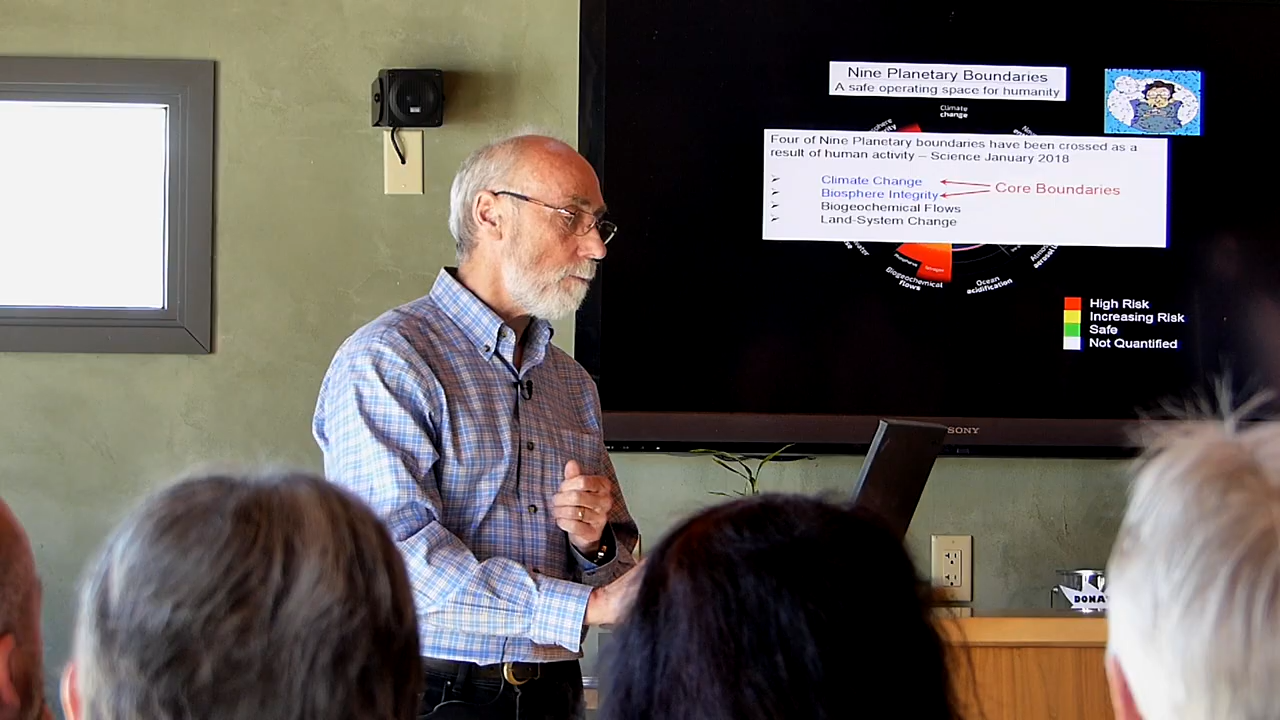 Nine Planetary Boundaries
A safe operating space for humanity
Climate
change
Four of Nine Planetary boundaries have been crossed as a
result of human activity – Science January 2018
Climate Change
Biosphere Integrity
Core Boundaries
Biogeochemical Flows
Land-System Change
Biogeochemical
flows
Ocean
acidification
High Risk
Increasing Risk
Safe
Not Quantified
SONY
DONA